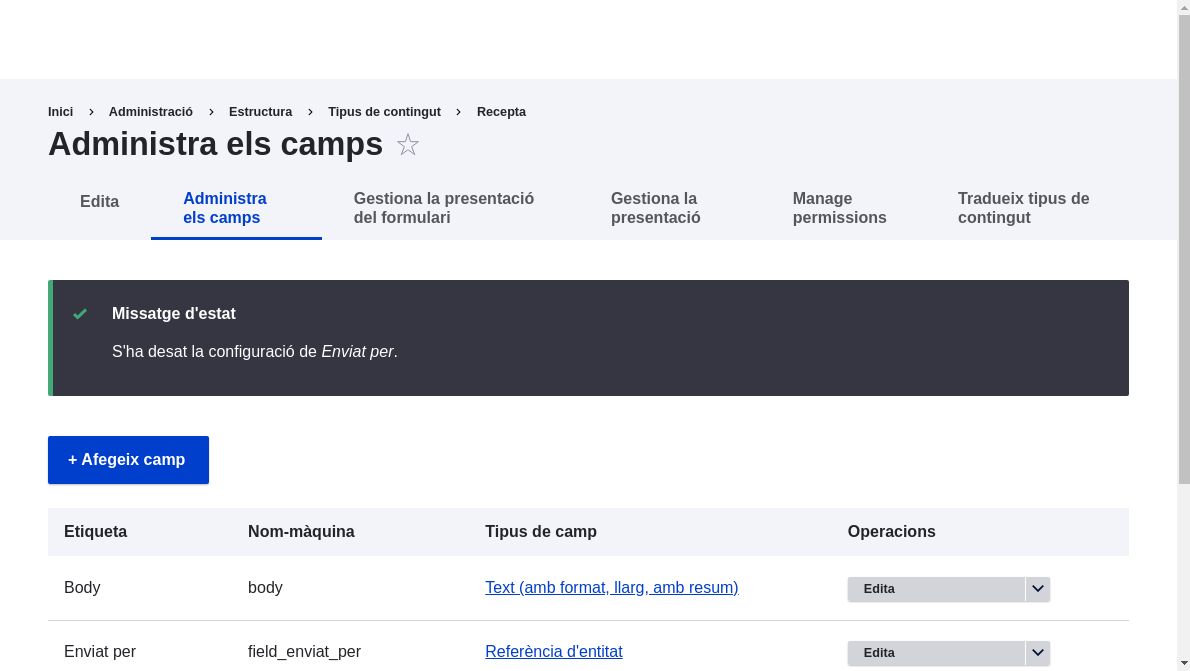 Inici › Administració › Estructura › Tipus de contingut › Recepta
Administra els camps ☆
Edita
Administra
els camps
Gestiona la presentació
del formulari
Gestiona la
presentació
Manage
permissions
Tradueix tipus de
contingut
Missatge d'estat
S'ha desat la configuració de Enviat per.
+ Afegeix camp
Etiqueta Nom-màquina Tipus de camp Operacions
Body body Text (amb format, llarg, amb resum) Edita
Enviat per field_enviat_per Referència d'entitat Edita